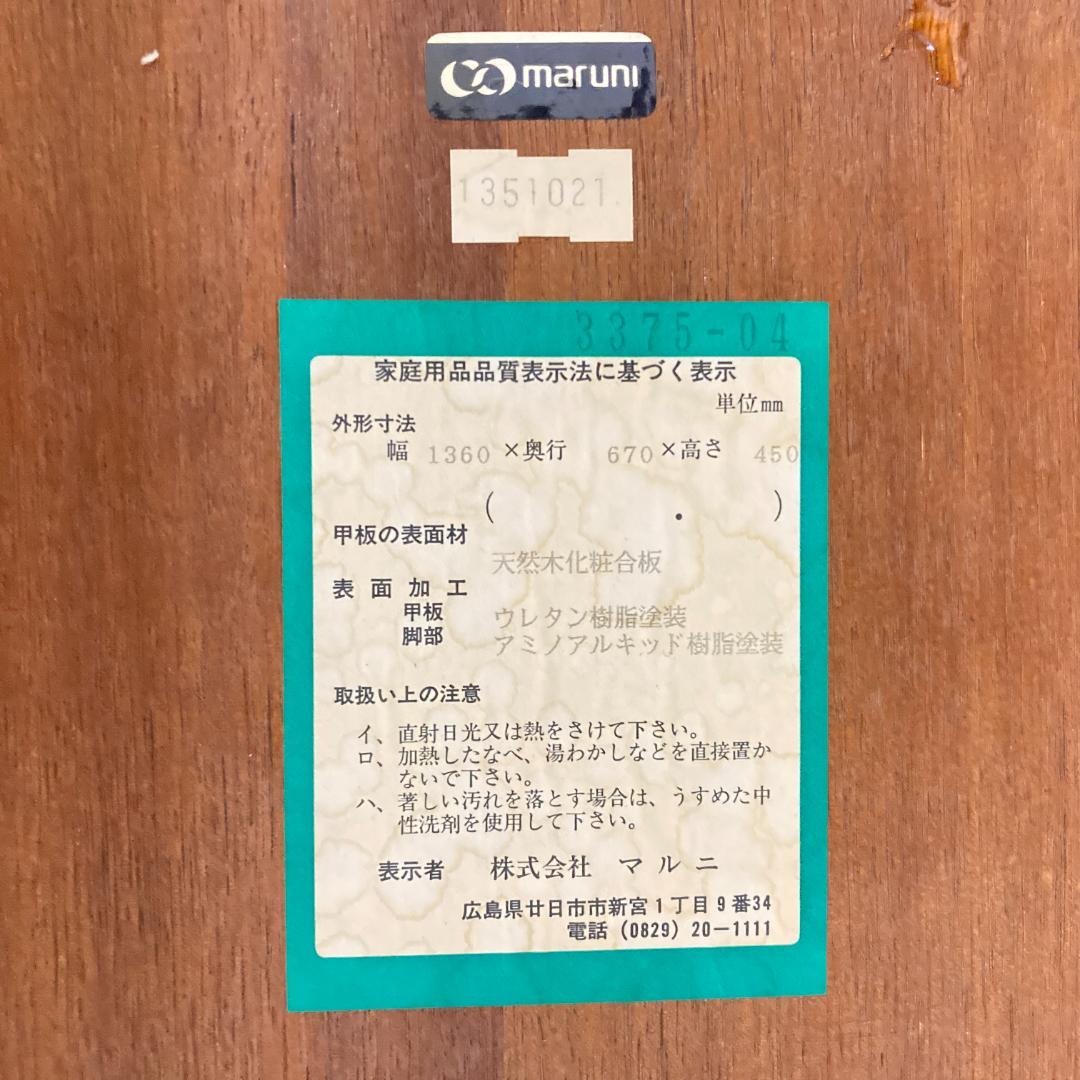 maruni
1351021.
3375-04
家庭用品品質表示法に基づく表示
単位mm
外形寸法
幅 1360 ×奥行 670 ×高さ 450
( . )
甲板の表面材
天然木化粧合板
表面加工
甲板 ウレタン樹脂塗装
脚部 アミノアルキッド樹脂塗装
取扱い上の注意
イ、直射日光又は熱をさけて下さい。
ロ、加熱したなべ、湯わかしなどを直接置か
ないで下さい。
ハ、著しい汚れを落とす場合は、うすめた中
性洗剤を使用して下さい。
表示者 株式会社 マルニ
広島県廿日市市新宮1丁目9番34
電話 (0829) 20-1111